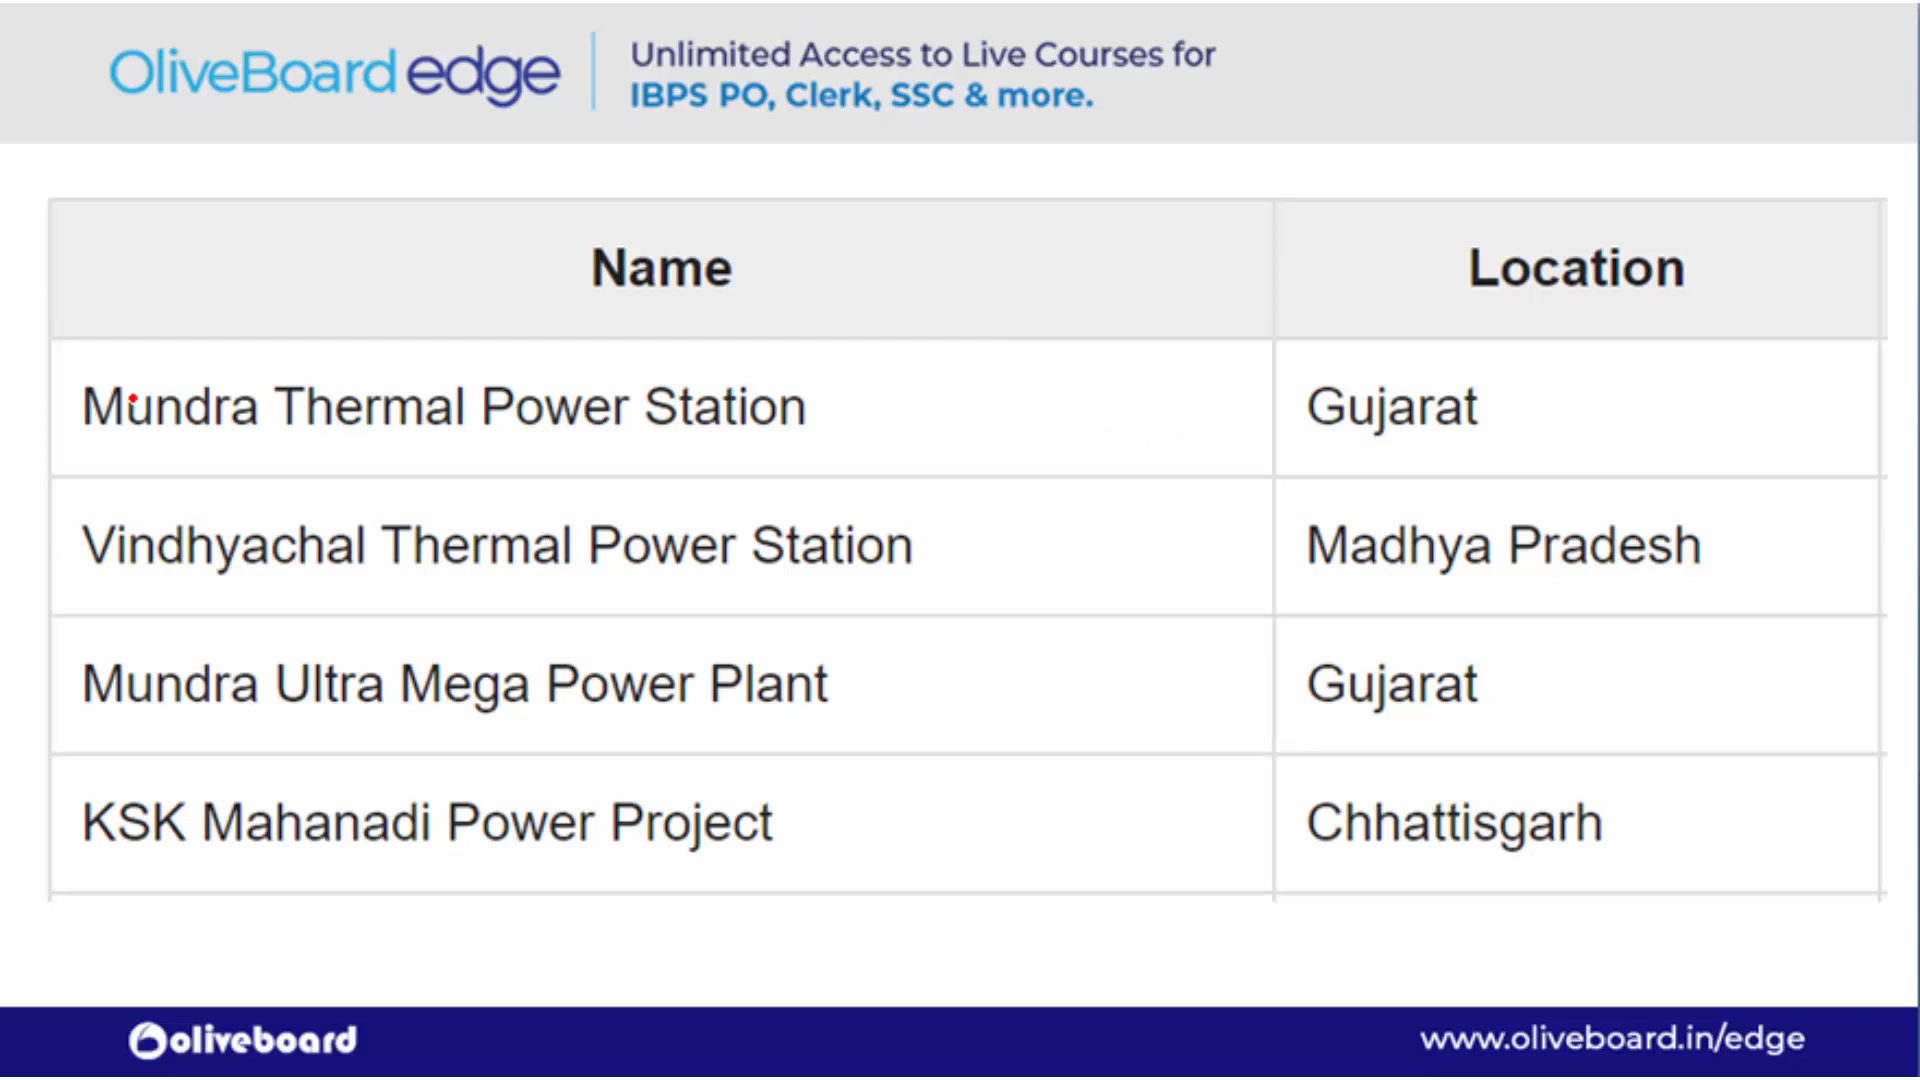 OliveBoard edge
Unlimited Access to Live Courses for
IBPS PO, Clerk, SSC & more.
Name Location
Mundra Thermal Power Station Gujarat
Vindhyachal Thermal Power Station Madhya Pradesh
Mundra Ultra Mega Power Plant Gujarat
KSK Mahanadi Power Project Chhattisgarh
oliveboard www.oliveboard.in/edge